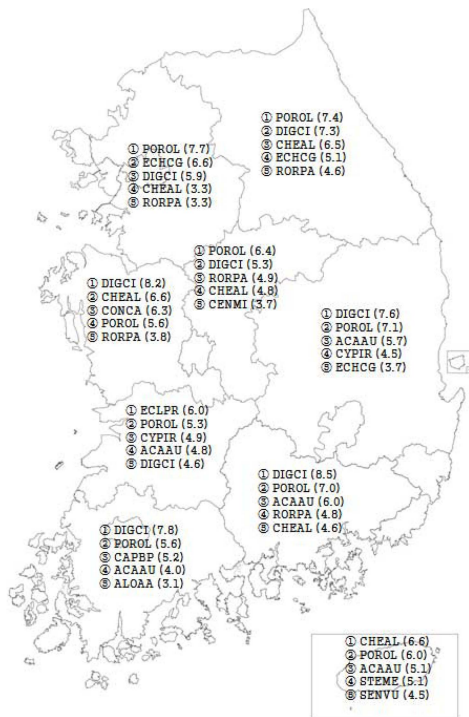 ① POROL (7.4)
② DIGCI (7.3)
③ CHEAL (6.5)
④ ECHCG (5.1)
⑤ RORPA (4.6)
① POROL (7.7)
② ECHCG (6.6)
③ DIGCI (5.9)
④ CHEAL (3.3)
⑤ RORPA (3.3)
① POROL (6.4)
② DIGCI (5.3)
③ RORPA (4.9)
④ CHEAL (4.8)
⑤ CENMI (3.7)
① DIGCI (8.2)
② CHEAL (6.6)
③ CONCA (6.3)
④ POROL (5.6)
⑤ RORPA (3.8)
① DIGCI (7.6)
② POROL (7.1)
③ ACAAU (5.7)
④ CYPIR (4.5)
⑤ ECHCG (3.7)
① ECLPR (6.0)
② POROL (5.3)
③ CYPIR (4.9)
④ ACAAU (4.8)
⑤ DIGCI (4.6)
① DIGCI (8.5)
② POROL (7.0)
③ ACAAU (6.0)
④ RORPA (4.8)
⑤ CHEAL (4.6)
① DIGCI (7.8)
② POROL (5.6)
③ CAPBP (5.2)
④ ACAAU (4.0)
⑤ ALOAA (3.1)
① CHEAL (6.6)
② POROL (6.0)
③ ACAAU (5.1)
④ STEME (5.1)
⑤ SENVU (4.5)